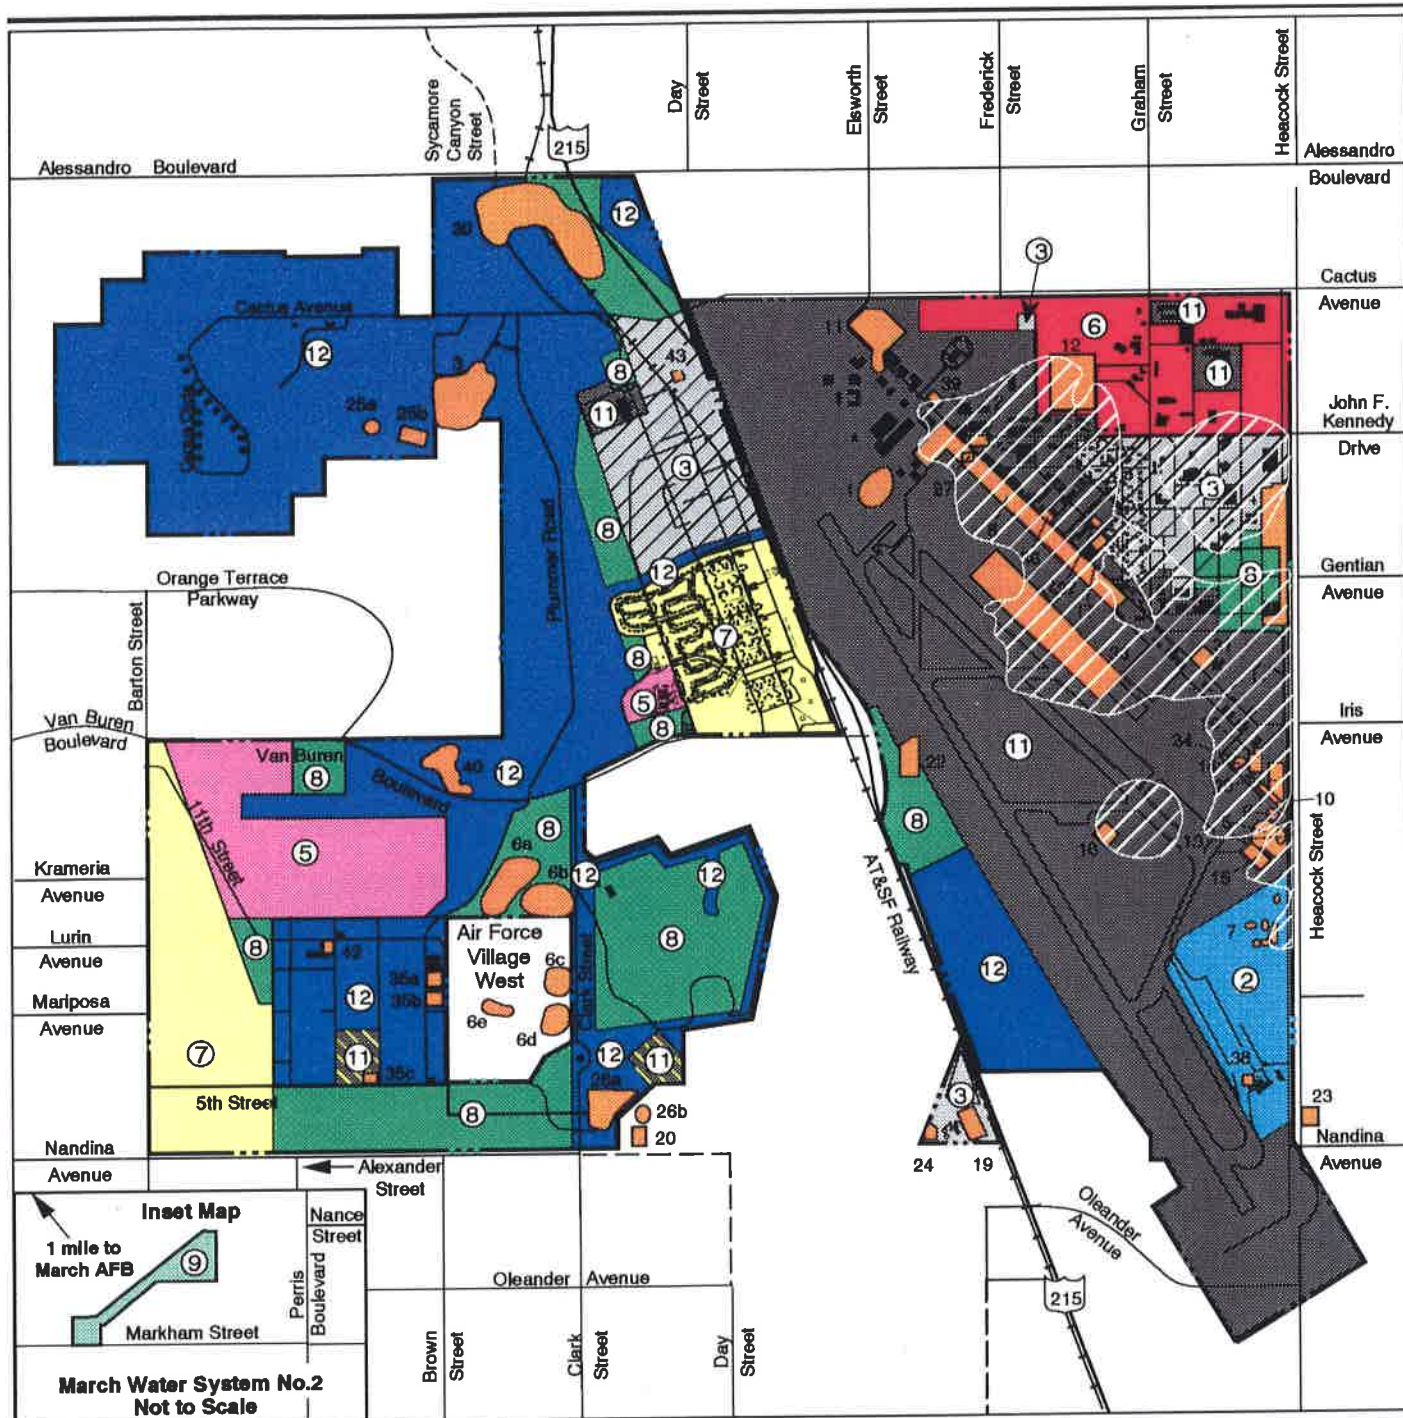 Sycamore
Canyon
Street
Day
Street
Elsworth
Street
Frederick
Street
Graham
Street
Heacock Street
215
Alessandro Boulevard
Alessandro
Boulevard
12
30
3
Cactus
Avenue
Cactus Avenue
12
3
11
6
12
11
11
8
43
39
25a
25b
11
John F.
Kennedy
Drive
3
3
37
8
Plummer Road
Orange Terrace
Parkway
Barton Street
12
7
8
8
Gentian
Avenue
5
8
Van Buren
Boulevard
Iris
Avenue
Van Buren
Boulevard
8
40
12
11
34
29
10
8
11th Street
5
8
6a
6b
12
12
13
15
Krameria
Avenue
AT&SF Railway
Heacock Street
Lurin
Avenue
8
42
Air Force
Village
West
8
7
12
2
35a
35b
12
6c
6e
6d
Clark Street
Mariposa
Avenue
7
11
35c
12
11
26a
38
3
5th Street
8
26b
20
24
19
23
Nandina
Avenue
Nandina
Avenue
Alexander
Street
Inset Map
Nance
Street
1 mile to
March AFB
9
Perris
Boulevard
Markham Street
Oleander Avenue
Oleander
Avenue
215
Brown
Street
Clark
Street
Day
Street
March Water System No.2
Not to Scale